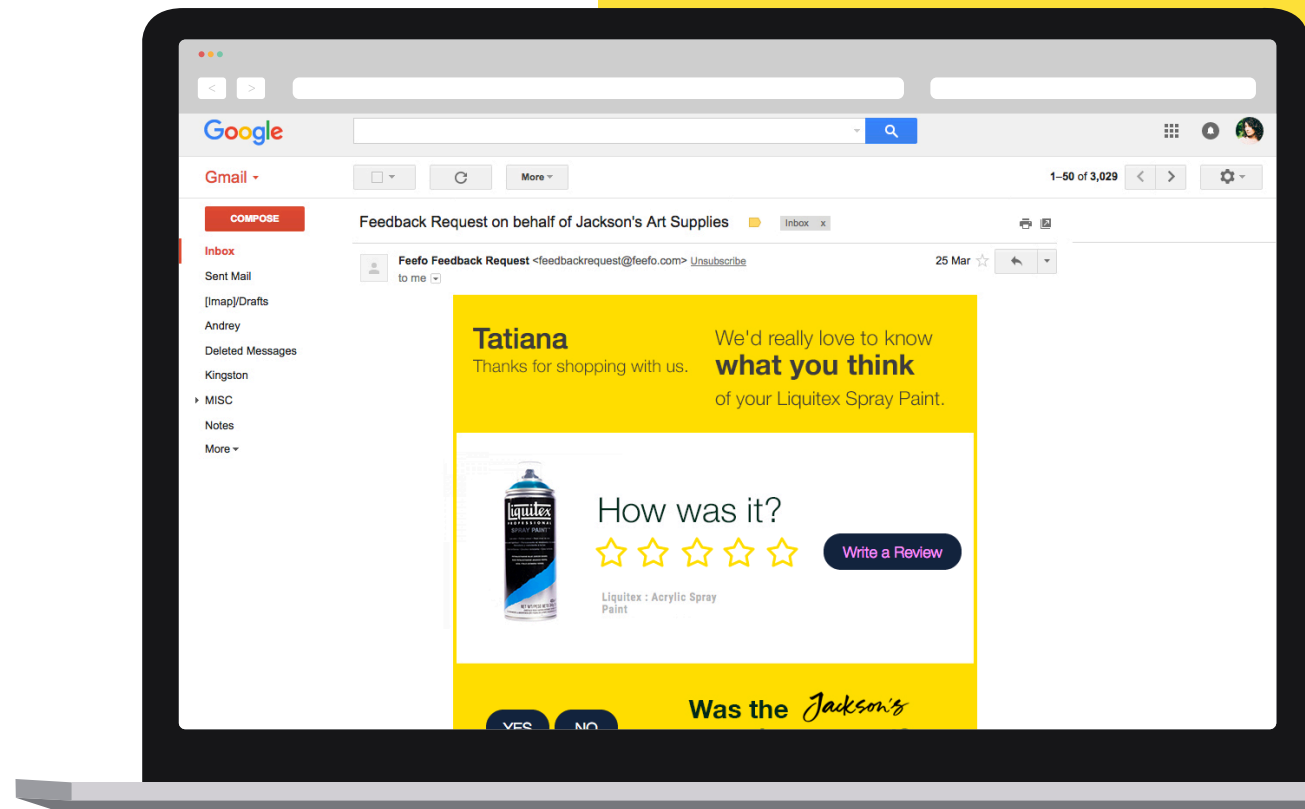 Google
Gmail
More
1–50 of 3,029
COMPOSE
Feedback Request on behalf of Jackson's Art Supplies
Inbox x
Inbox
Sent Mail
[Imap]/Drafts
Andrey
Deleted Messages
Kingston
MISC
Notes
More
Feefo Feedback Request <feedbackrequest@feefo.com> Unsubscribe
25 Mar
to me
Tatiana
Thanks for shopping with us.
We'd really love to know
what you think
of your Liquitex Spray Paint.
Liquitex
PROFESSIONAL
SPRAY PAINT
How was it?
Write a Review
Liquitex : Acrylic Spray
Paint
YES
NO
Was the Jackson's